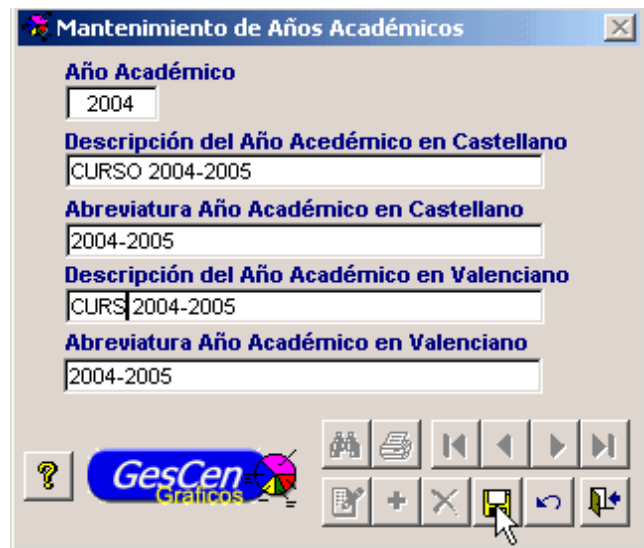 Mantenimiento de Años Académicos
Año Académico
2004
Descripción del Año Acedémico en Castellano
CURSO 2004-2005
Abreviatura Año Académico en Castellano
2004-2005
Descripción del Año Académico en Valenciano
CURS 2004-2005
Abreviatura Año Académico en Valenciano
2004-2005
?
GesCen
Graficos